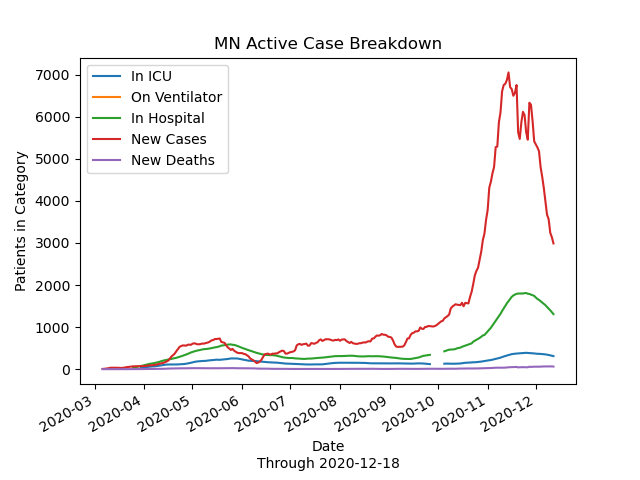 MN Active Case Breakdown
In ICU
On Ventilator
In Hospital
New Cases
New Deaths
Patients in Category
7000
6000
5000
4000
3000
2000
1000
0
2020-03
2020-04
2020-05
2020-06
2020-07
2020-08
2020-09
2020-10
2020-11
2020-12
Date
Through 2020-12-18